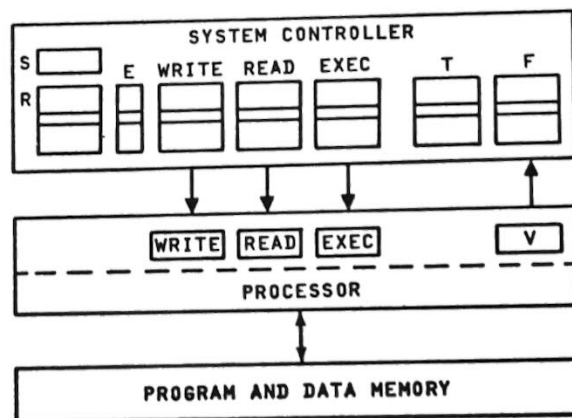 SYSTEM CONTROLLER
S
E WRITE READ EXEC T F
R
WRITE READ EXEC V
PROCESSOR
PROGRAM AND DATA MEMORY